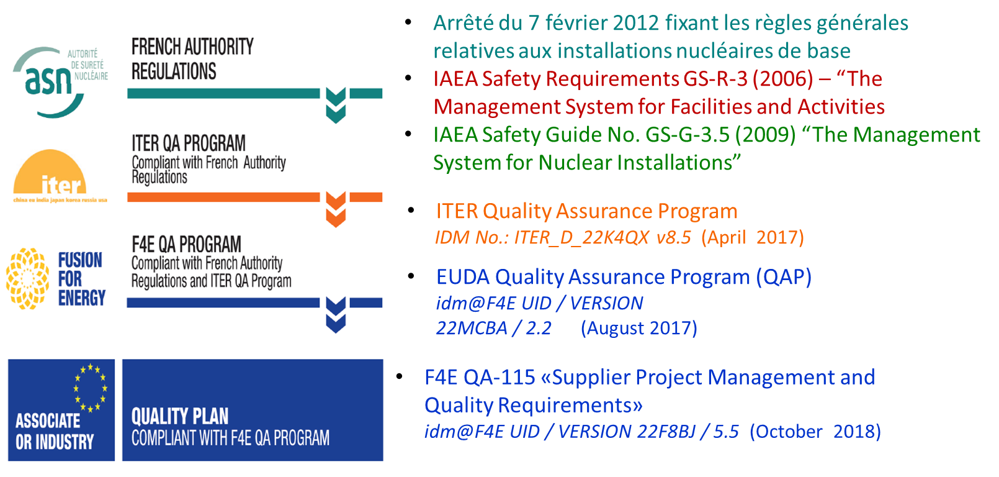 AUTORITÉ
DE SURETÉ
NUCLÉAIRE
asn
FRENCH AUTHORITY
REGULATIONS
• Arrêté du 7 février 2012 fixant les règles générales
relatives aux installations nucléaires de base
• IAEA Safety Requirements GS-R-3 (2006) – “The
Management System for Facilities and Activities
• IAEA Safety Guide No. GS-G-3.5 (2009) “The Management
System for Nuclear Installations”
iter
china eu india japan korea russia usa
ITER QA PROGRAM
Compliant with French Authority
Regulations
• ITER Quality Assurance Program
IDM No.: ITER_D_22K4QX v8.5 (April 2017)
FUSION
FOR
ENERGY
F4E QA PROGRAM
Compliant with French Authority
Regulations and ITER QA Program
• EUDA Quality Assurance Program (QAP)
idm@F4E UID / VERSION
22MCBA / 2.2 (August 2017)
ASSOCIATE
OR INDUSTRY
QUALITY PLAN
COMPLIANT WITH F4E QA PROGRAM
• F4E QA-115 «Supplier Project Management and
Quality Requirements»
idm@F4E UID / VERSION 22F8BJ / 5.5 (October 2018)